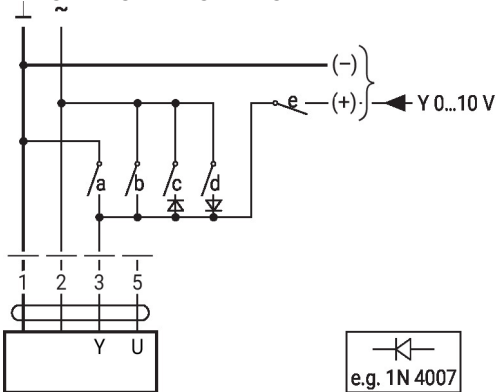 ⊥ ~
(−)
e (+) Y 0...10 V
a b c d
1 2 3 5
Y U
e.g. 1N 4007